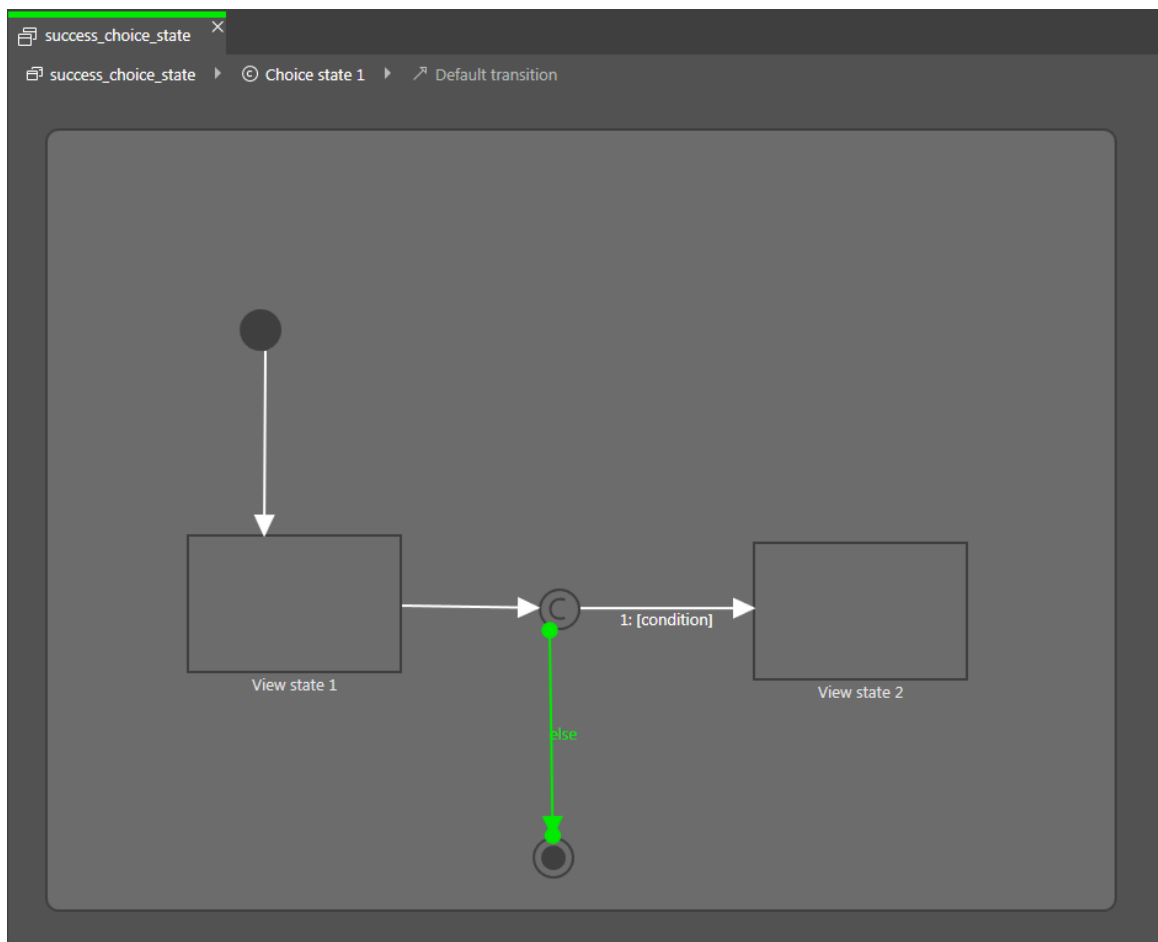 success_choice_state
success_choice_state Choice state 1 Default transition
C
1: [condition]
View state 1
View state 2
else